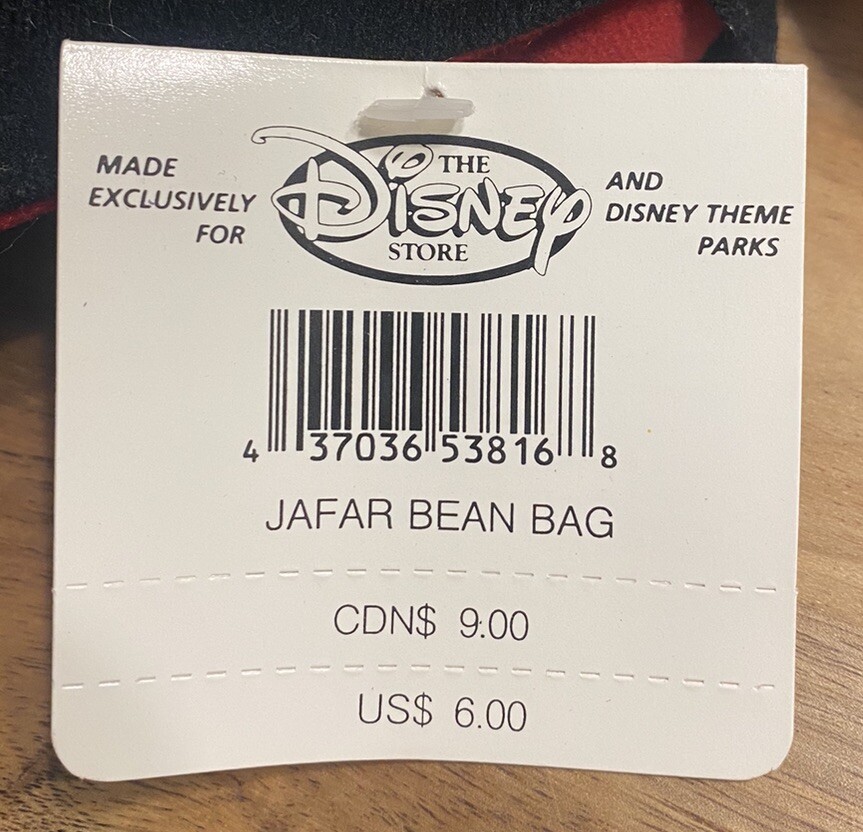 MADE
EXCLUSIVELY
FOR
THE
DISNEY
STORE
AND
DISNEY THEME
PARKS
4 37036 53816 8
JAFAR BEAN BAG
CDN$ 9.00
US$ 6.00